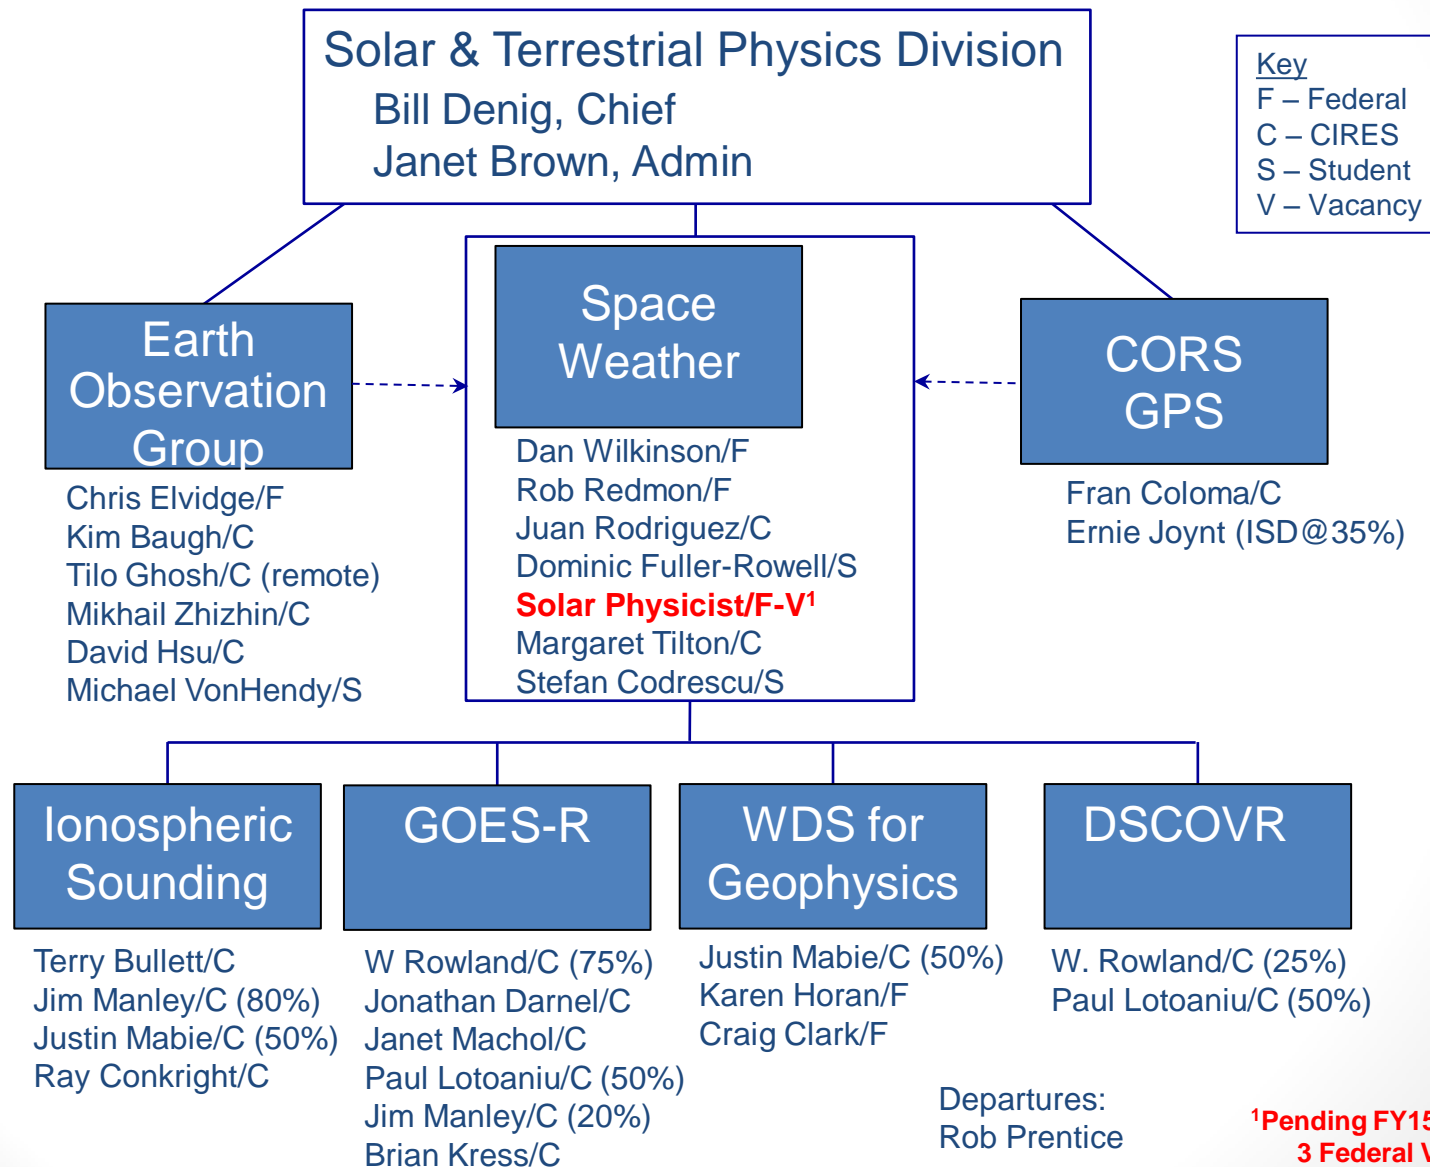 Solar & Terrestrial Physics Division
Bill Denig, Chief
Janet Brown, Admin
Key
F – Federal
C – CIRES
S – Student
V – Vacancy
Earth
Observation
Group
Chris Elvidge/F
Kim Baugh/C
Tilo Ghosh/C (remote)
Mikhail Zhizhin/C
David Hsu/C
Michael VonHendy/S
Space
Weather
Dan Wilkinson/F
Rob Redmon/F
Juan Rodriguez/C
Dominic Fuller-Rowell/S
Solar Physicist/F-V¹
Margaret Tilton/C
Stefan Codrescu/S
CORS
GPS
Fran Coloma/C
Ernie Joynt (ISD@35%)
Ionospheric
Sounding
Terry Bullett/C
Jim Manley/C (80%)
Justin Mabie/C (50%)
Ray Conkright/C
GOES-R
W Rowland/C (75%)
Jonathan Darnel/C
Janet Machol/C
Paul Lotoaniu/C (50%)
Jim Manley/C (20%)
Brian Kress/C
WDS for
Geophysics
Justin Mabie/C (50%)
Karen Horan/F
Craig Clark/F
DSCOVR
W. Rowland/C (25%)
Paul Lotoaniu/C (50%)
Departures:
Rob Prentice
¹Pending FY15
3 Federal V